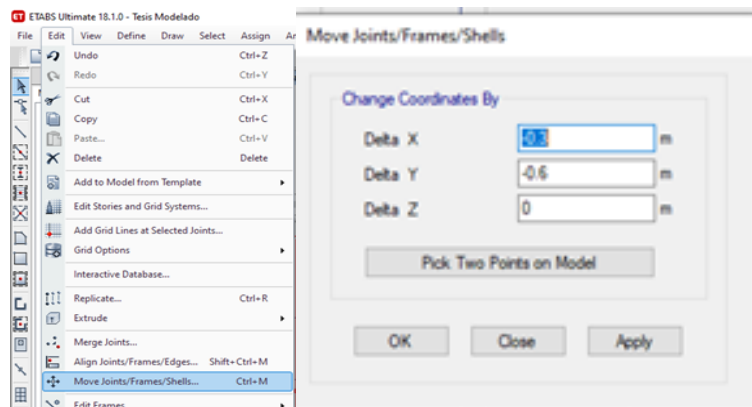 ETABS Ultimate 18.1.0 - Tesis Modelado
File Edit View Define Draw Select Assign
Undo Ctrl+Z
Redo Ctrl+Y
Cut Ctrl+X
Copy Ctrl+C
Paste... Ctrl+V
Delete Delete
Add to Model from Template
Edit Stories and Grid Systems...
Add Grid Lines at Selected Joints...
Grid Options
Interactive Database...
Replicate... Ctrl+R
Extrude
Merge Joints...
Align Joints/Frames/Edges... Shift+Ctrl+M
Move Joints/Frames/Shells... Ctrl+M
Edit Frames
Move Joints/Frames/Shells
Change Coordinates By
Delta X -0.3 m
Delta Y -0.6 m
Delta Z 0 m
Pick Two Points on Model
OK Close Apply